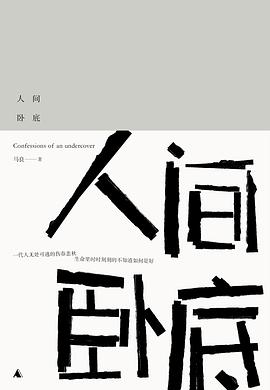 人间
卧底
Confessions of an undercover
马良——著
人间
卧底
一代人无处可逃的伤春悲秋
生命里时时刻刻的不知道如何是好